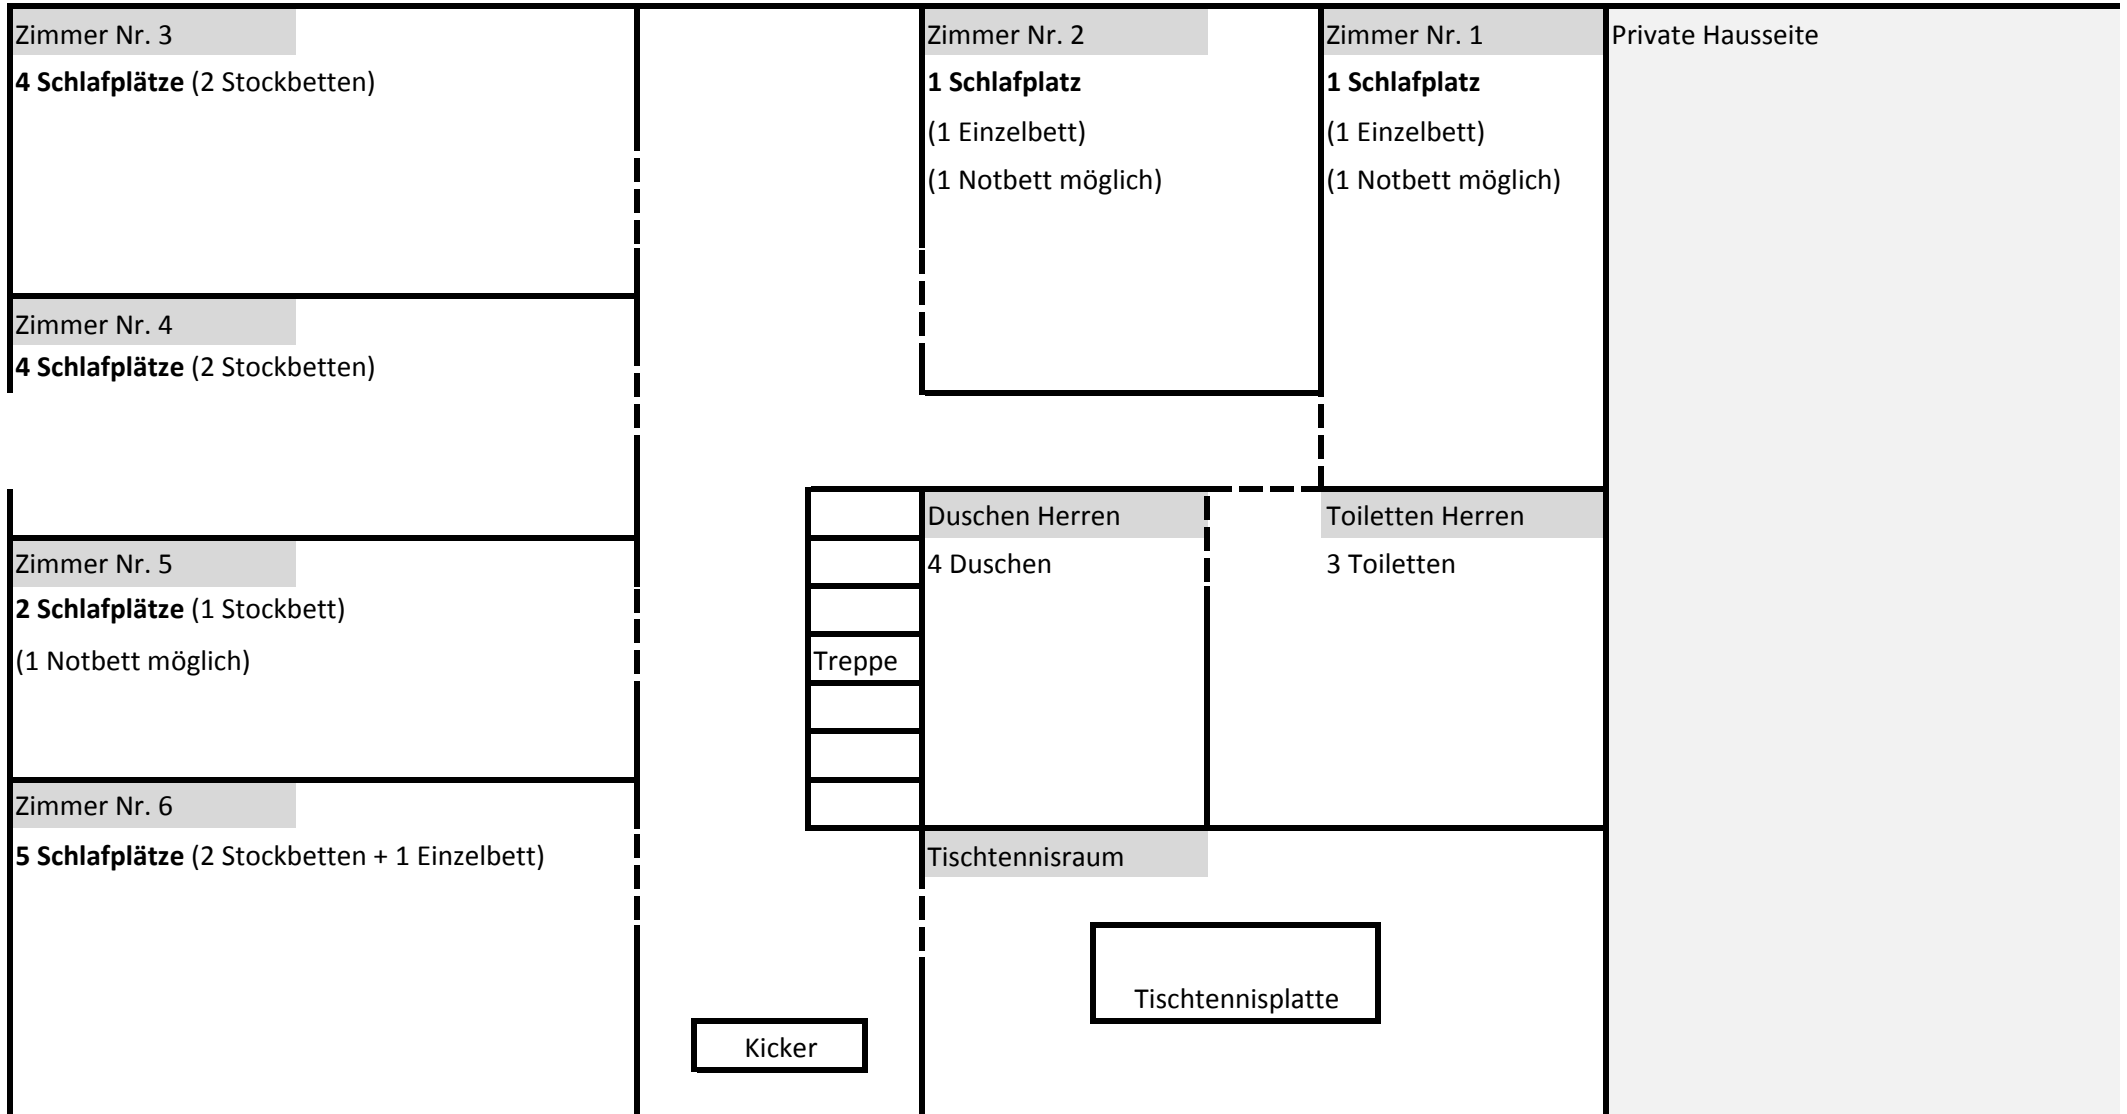 Zimmer Nr. 3
4 Schlafplätze (2 Stockbetten)
Zimmer Nr. 2
1 Schlafplatz
(1 Einzelbett)
(1 Notbett möglich)
Zimmer Nr. 1
1 Schlafplatz
(1 Einzelbett)
(1 Notbett möglich)
Private Hausseite
Zimmer Nr. 4
4 Schlafplätze (2 Stockbetten)
Zimmer Nr. 5
2 Schlafplätze (1 Stockbett)
(1 Notbett möglich)
Treppe
Duschen Herren
4 Duschen
Toiletten Herren
3 Toiletten
Zimmer Nr. 6
5 Schlafplätze (2 Stockbetten + 1 Einzelbett)
Tischtennisraum
Tischtennisplatte
Kicker